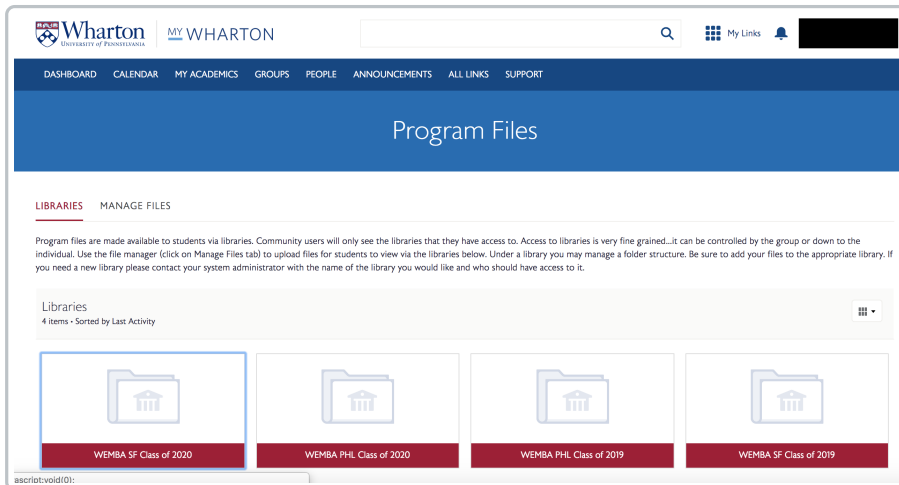 Wharton
UNIVERSITY of PENNSYLVANIA
MY WHARTON
My Links
DASHBOARD CALENDAR MY ACADEMICS GROUPS PEOPLE ANNOUNCEMENTS ALL LINKS SUPPORT
Program Files
LIBRARIES MANAGE FILES
Program files are made available to students via libraries. Community users will only see the libraries that they have access to. Access to libraries is very fine grained...it can be controlled by the group or down to the
individual. Use the file manager (click on Manage Files tab) to upload files for students to view via the libraries below. Under a library you may manage a folder structure. Be sure to add your files to the appropriate library. If
you need a new library please contact your system administrator with the name of the library you would like and who should have access to it.
Libraries
4 items • Sorted by Last Activity
WEMBA SF Class of 2020 WEMBA PHL Class of 2020 WEMBA PHL Class of 2019 WEMBA SF Class of 2019
ascript:void(0);